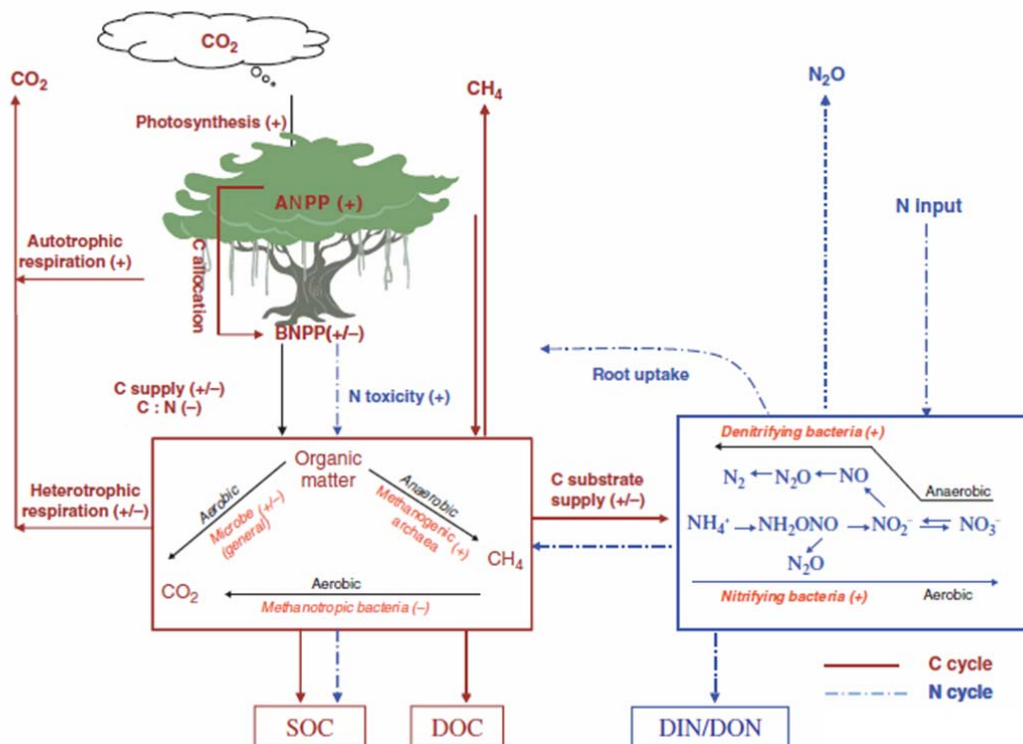 CO₂
CO₂
CH₄
N₂O
Photosynthesis (+)
ANPP (+)
N input
Autotrophic
respiration (+)
C allocation
BNPP(+/–)
Root uptake
C supply (+/–)
C : N (–)
N toxicity (+)
Denitrifying bacteria (+)
Organic
matter
Heterotrophic
respiration (+/–)
Aerobic
Microbe (+/–)
(general)
Anaerobic
Methanogenic (+)
archaea
C substrate
supply (+/–)
N₂ ← N₂O ← NO
Anaerobic
NH₄⁺ → NH₂ONO → NO₂⁻ ⇌ NO₃⁻
N₂O
CH₄
CO₂
Aerobic
Methanotropic bacteria (–)
Nitrifying bacteria (+)
Aerobic
C cycle
N cycle
SOC
DOC
DIN/DON